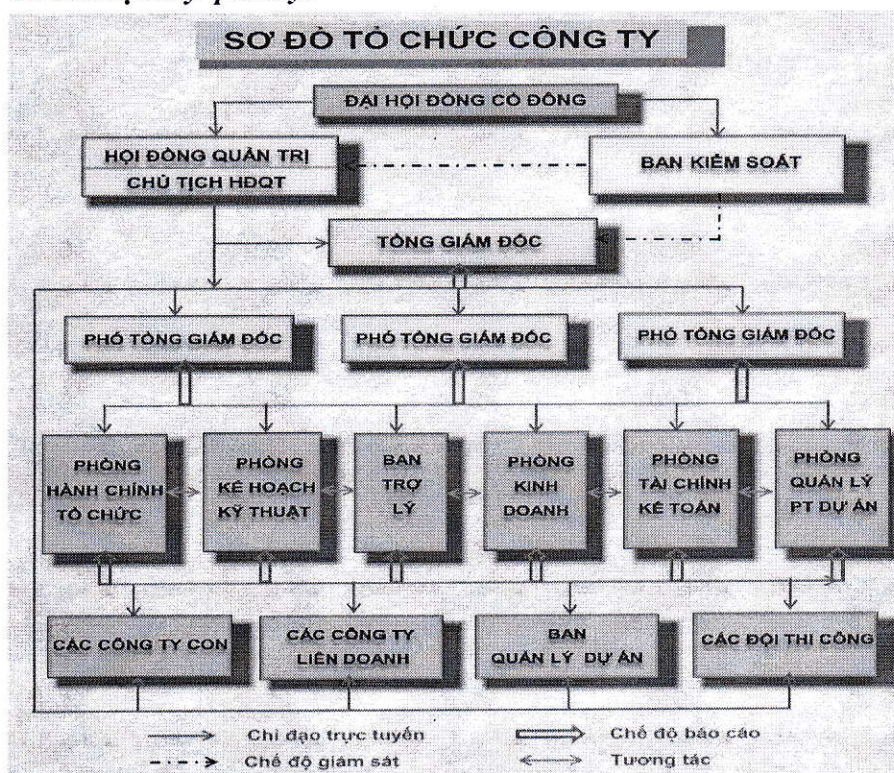 SƠ ĐỒ TỔ CHỨC CÔNG TY
ĐẠI HỘI ĐỒNG CỔ ĐÔNG
HỘI ĐỒNG QUẢN TRỊ
CHỦ TỊCH HĐQT
BAN KIỂM SOÁT
TỔNG GIÁM ĐỐC
PHÓ TỔNG GIÁM ĐỐC
PHÓ TỔNG GIÁM ĐỐC
PHÓ TỔNG GIÁM ĐỐC
PHÒNG
HÀNH CHÍNH
TỔ CHỨC
PHÒNG
KẾ HOẠCH
KỸ THUẬT
BAN
TRỢ
LÝ
PHÒNG
KINH
DOANH
PHÒNG
TÀI CHÍNH
KẾ TOÁN
PHÒNG
QUẢN LÝ
PT DỰ ÁN
CÁC CÔNG TY CON
CÁC CÔNG TY
LIÊN DOANH
BAN
QUẢN LÝ DỰ ÁN
CÁC ĐỘI THI CÔNG
Chỉ đạo trực tuyến
Chế độ báo cáo
Chế độ giám sát
Tương tác